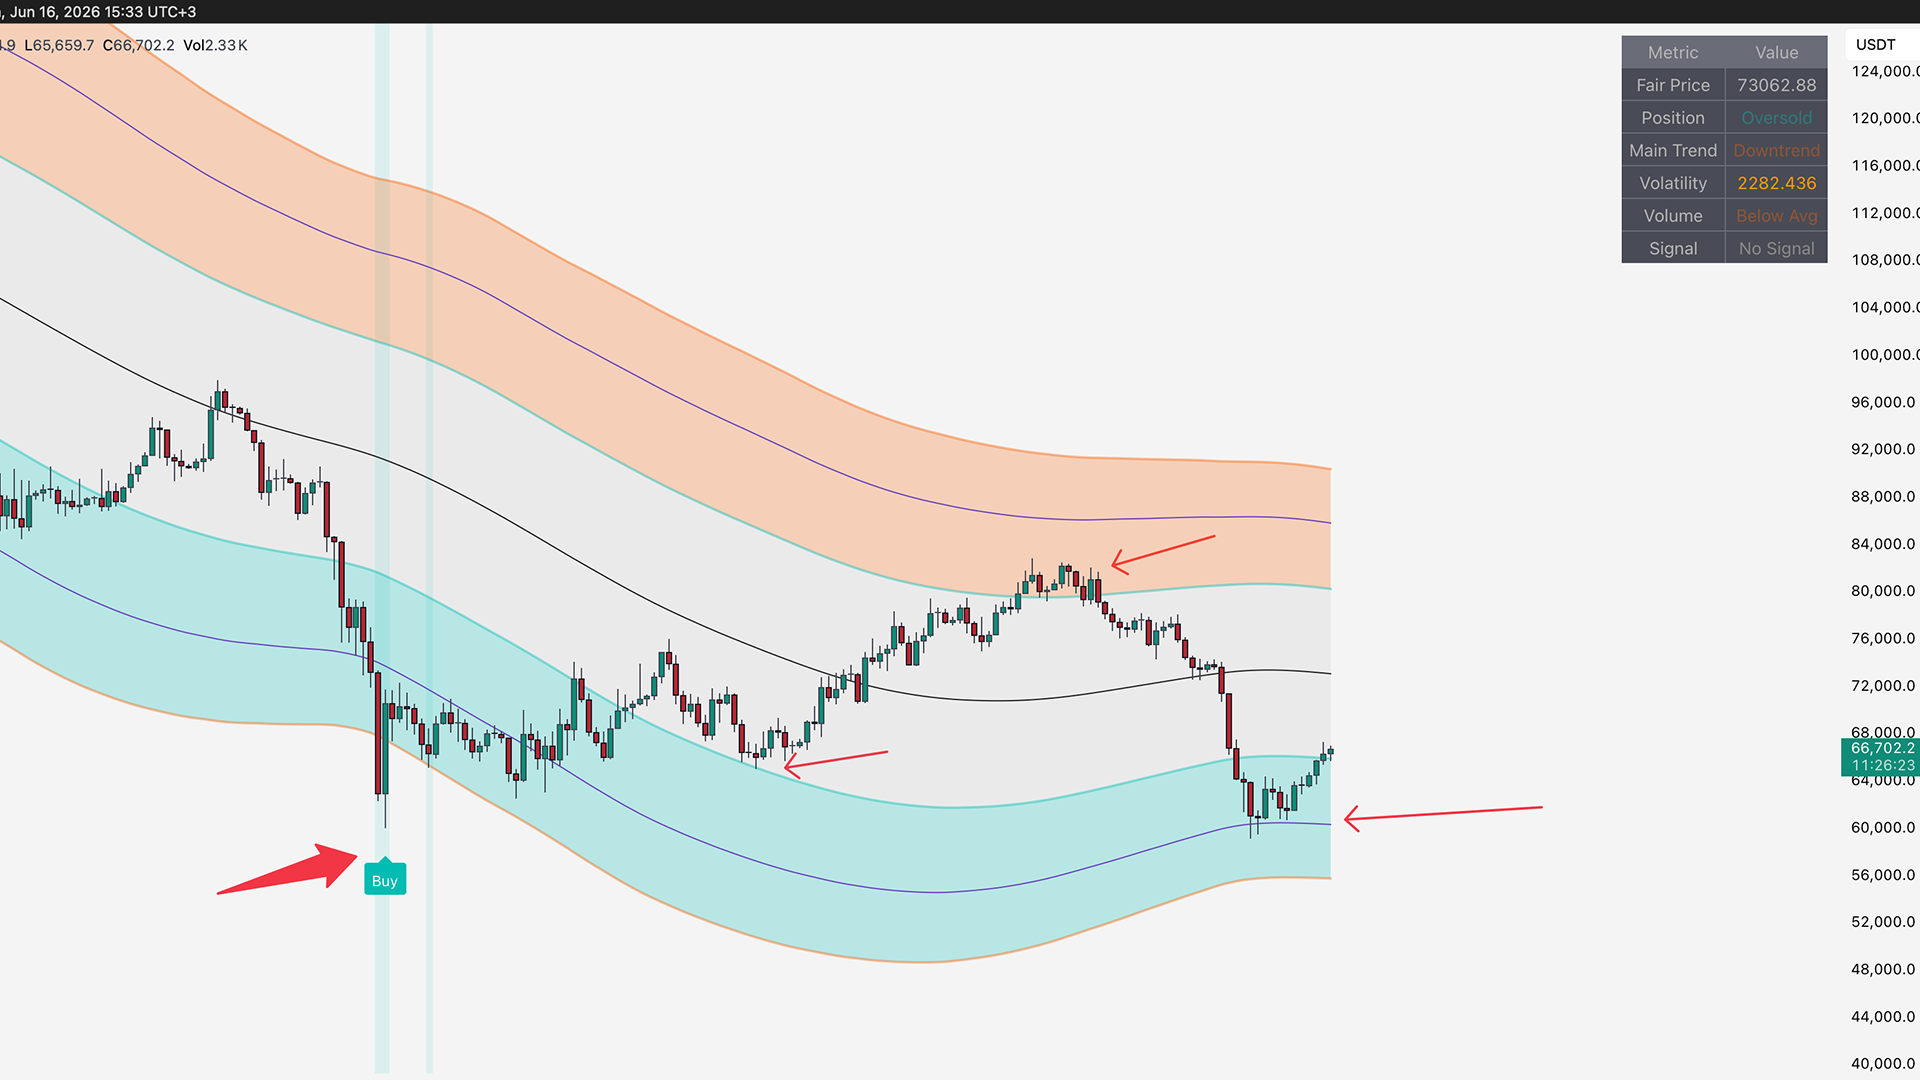 , Jun 16, 2026 15:33 UTC+3
.9 L65,659.7 C66,702.2 Vol2.33K
Metric Value
Fair Price 73062.88
Position Oversold
Main Trend Downtrend
Volatility 2282.436
Volume Below Avg
Signal No Signal
USDT
124,000.0
120,000.0
116,000.0
112,000.0
108,000.0
104,000.0
100,000.0
96,000.0
92,000.0
88,000.0
84,000.0
80,000.0
76,000.0
72,000.0
68,000.0
66,702.2
11:26:23
64,000.0
60,000.0
56,000.0
52,000.0
48,000.0
44,000.0
40,000.0
Buy